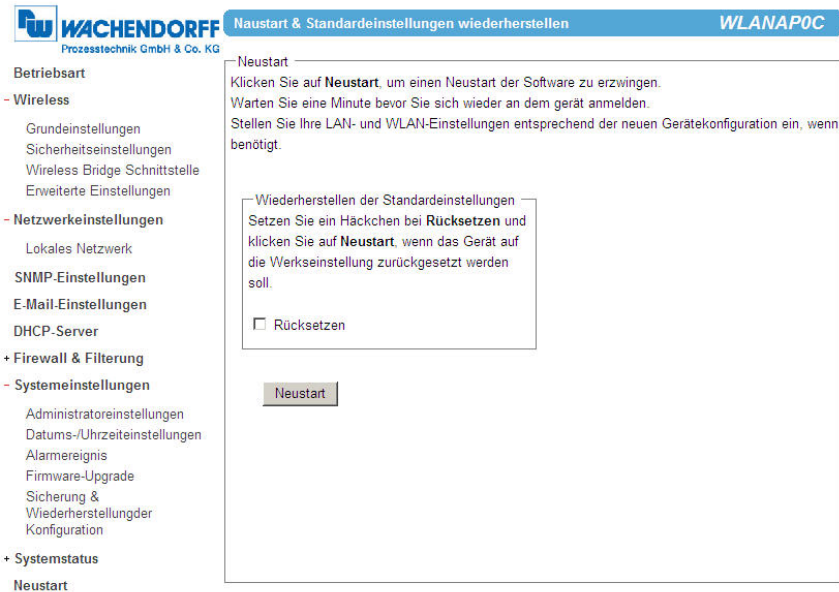 WACHENDORFF
Prozesstechnik GmbH & Co. KG
Naustart & Standardeinstellungen wiederherstellen
WLANAP0C
Betriebsart
- Wireless
Grundeinstellungen
Sicherheitseinstellungen
Wireless Bridge Schnittstelle
Erweiterte Einstellungen
- Netzwerkeinstellungen
Lokales Netzwerk
SNMP-Einstellungen
E-Mail-Einstellungen
DHCP-Server
+ Firewall & Filterung
- Systemeinstellungen
Administratoreinstellungen
Datums-/Uhrzeiteinstellungen
Alarmereignis
Firmware-Upgrade
Sicherung &
Wiederherstellungder
Konfiguration
+ Systemstatus
Neustart
Neustart
Klicken Sie auf Neustart, um einen Neustart der Software zu erzwingen.
Warten Sie eine Minute bevor Sie sich wieder an dem gerät anmelden.
Stellen Sie Ihre LAN- und WLAN-Einstellungen entsprechend der neuen Gerätekonfiguration ein, wenn
benötigt.
Wiederherstellen der Standardeinstellungen
Setzen Sie ein Häckchen bei Rücksetzen und
klicken Sie auf Neustart, wenn das Gerät auf
die Werkseinstellung zurückgesetzt werden
soll.
Rücksetzen
Neustart